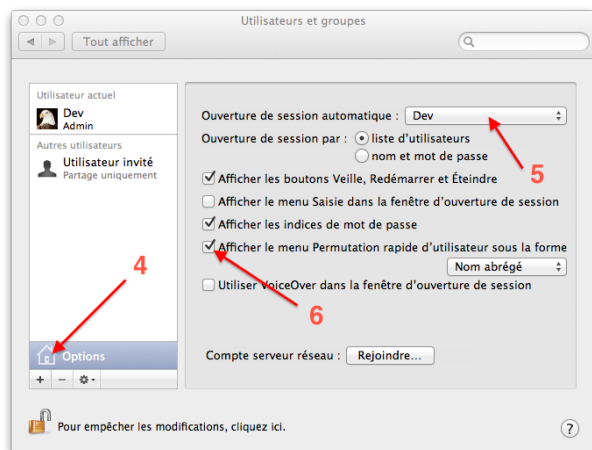 Utilisateurs et groupes
Tout afficher
Utilisateur actuel
Dev
Admin
Autres utilisateurs
Utilisateur invité
Partage uniquement
Options
Ouverture de session automatique : Dev
Ouverture de session par : liste d'utilisateurs
nom et mot de passe
Afficher les boutons Veille, Redémarrer et Éteindre
Afficher le menu Saisie dans la fenêtre d'ouverture de session
Afficher les indices de mot de passe
Afficher le menu Permutation rapide d'utilisateur sous la forme
Nom abrégé
Utiliser VoiceOver dans la fenêtre d'ouverture de session
Compte serveur réseau : Rejoindre...
4
5
6
Pour empêcher les modifications, cliquez ici.
?